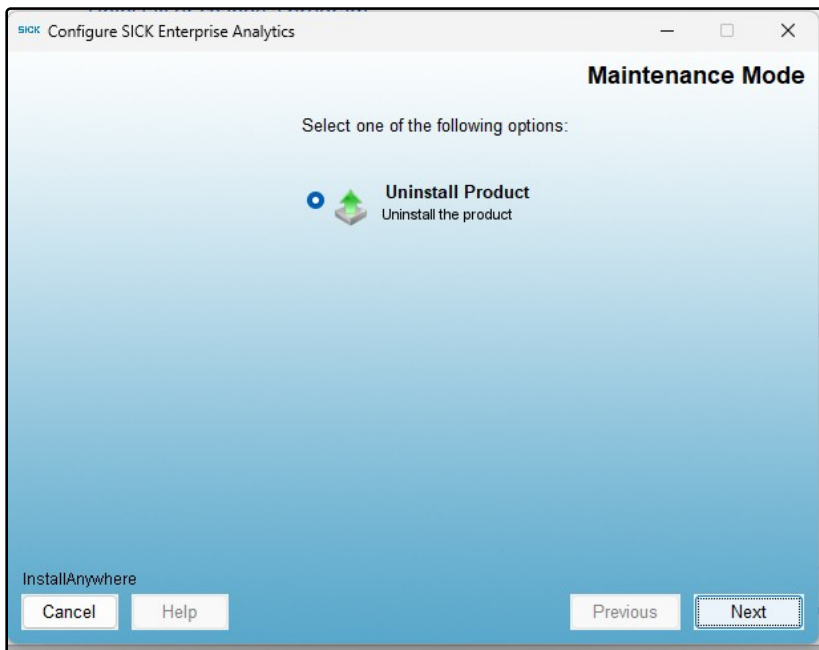 SICK Configure SICK Enterprise Analytics
Maintenance Mode
Select one of the following options:
Uninstall Product
Uninstall the product
InstallAnywhere
Cancel Help Previous Next